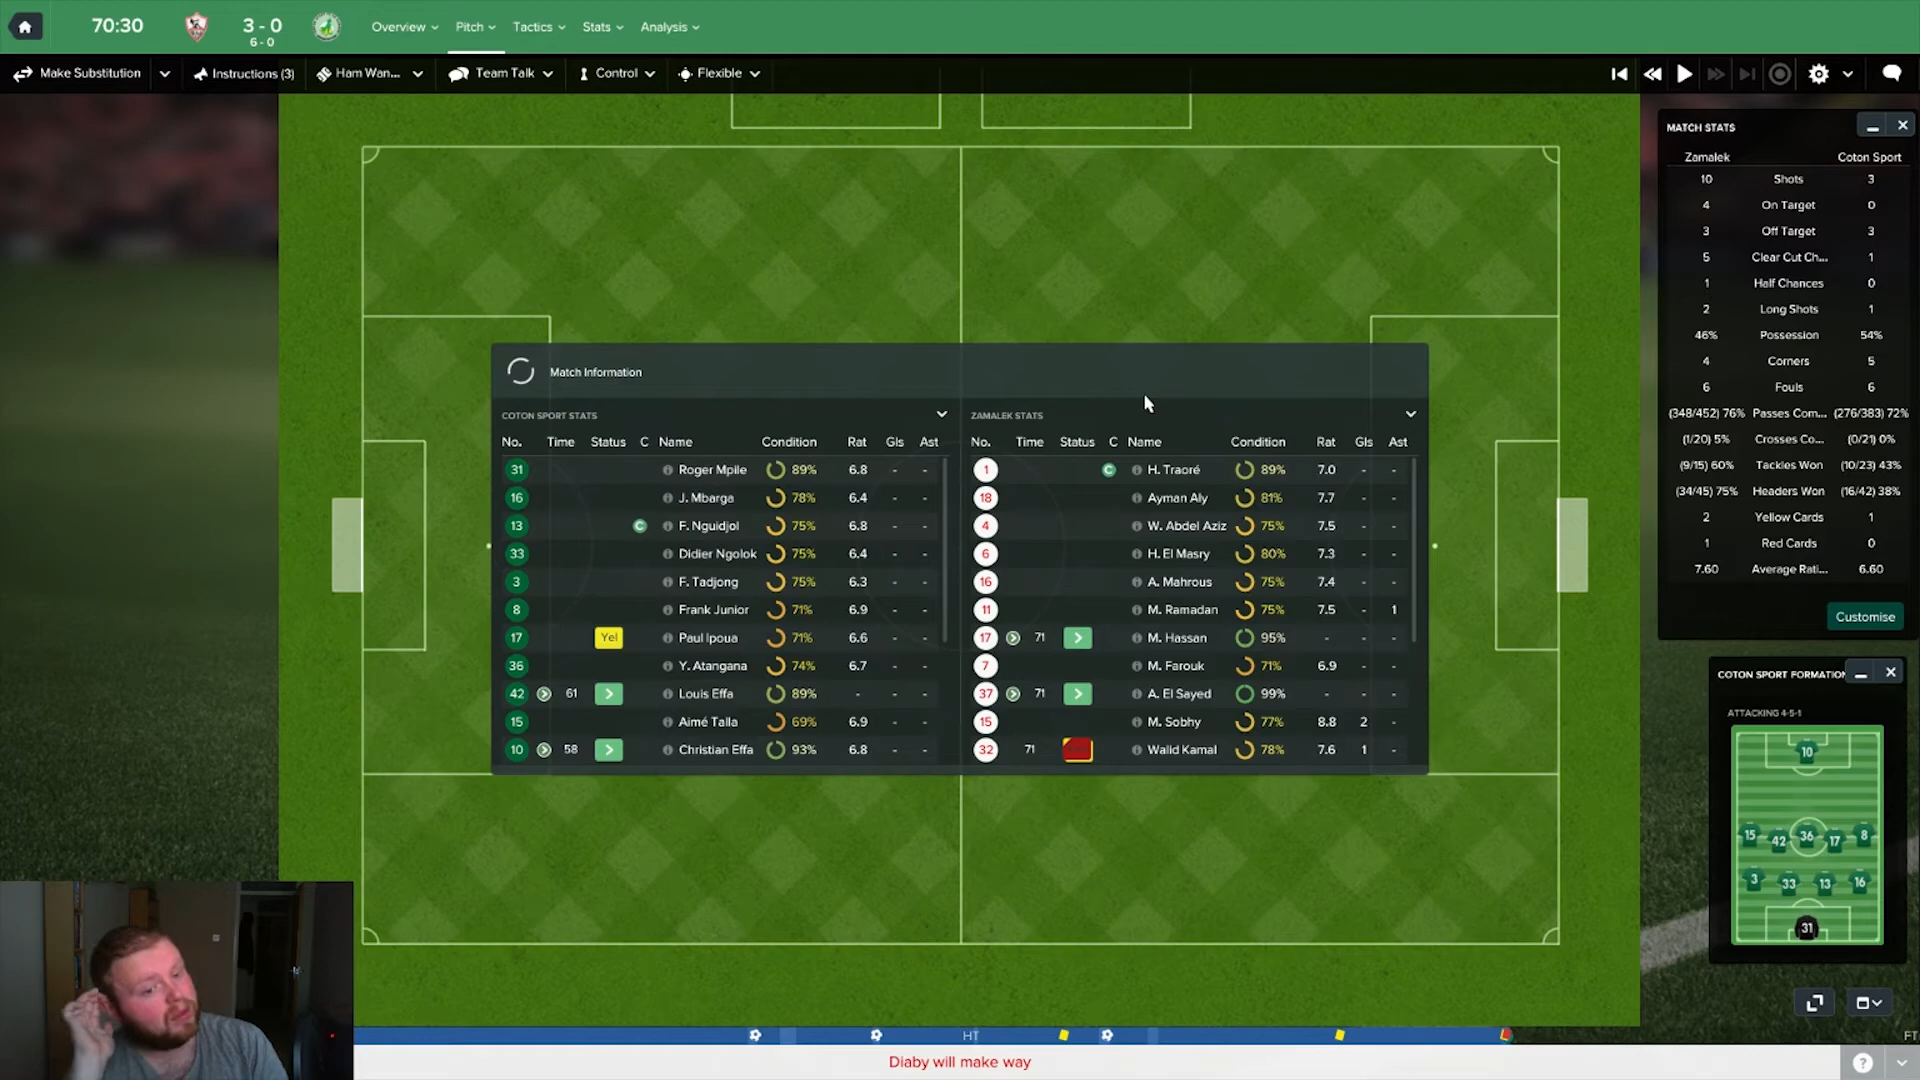 70:30 3 - 0 Overview Pitch Tactics Stats Analysis
6 - 0
Make Substitution Instructions (3) Ham Wan... Team Talk Control Flexible
MATCH STATS
Zamalek Coton Sport
10 Shots 3
4 On Target 0
3 Off Target 3
5 Clear Cut Ch... 1
1 Half Chances 0
2 Long Shots 1
46% Possession 54%
4 Corners 5
6 Fouls 6
(348/452) 76% Passes Com... (276/383) 72%
(1/20) 5% Crosses Co... (0/21) 0%
(9/15) 60% Tackles Won (10/23) 43%
(34/45) 75% Headers Won (16/42) 38%
2 Yellow Cards 1
1 Red Cards 0
7.60 Average Rati... 6.60
Customise
Match Information
COTON SPORT STATS
No. Time Status C Name Condition Rat Gls Ast
31 Roger Mpile 89% 6.8 - -
16 J. Mbarga 78% 6.4 - -
13 C F. Nguidjol 75% 6.8 - -
33 Didier Ngolok 75% 6.4 - -
3 F. Tadjong 75% 6.3 - -
8 Frank Junior 71% 6.9 - -
17 Yel Paul Ipoua 71% 6.6 - -
36 Y. Atangana 74% 6.7 - -
42 61 Louis Effa 89% - - -
15 Aimé Talla 69% 6.9 - -
10 58 Christian Effa 93% 6.8 - -
ZAMALEK STATS
No. Time Status C Name Condition Rat Gls Ast
1 C H. Traoré 89% 7.0 - -
18 Ayman Aly 81% 7.7 - -
4 W. Abdel Aziz 75% 7.5 - -
6 H. El Masry 80% 7.3 - -
16 A. Mahrous 75% 7.4 - -
11 M. Ramadan 75% 7.5 - 1
17 71 M. Hassan 95% - - -
7 M. Farouk 71% 6.9 - -
37 71 A. El Sayed 99% - - -
15 M. Sobhy 77% 8.8 2 -
32 71 Walid Kamal 78% 7.6 1 -
COTON SPORT FORMATION
ATTACKING 4-5-1
10
15 42 36 17 8
3 33 13 16
31
HT FT
Diaby will make way
?